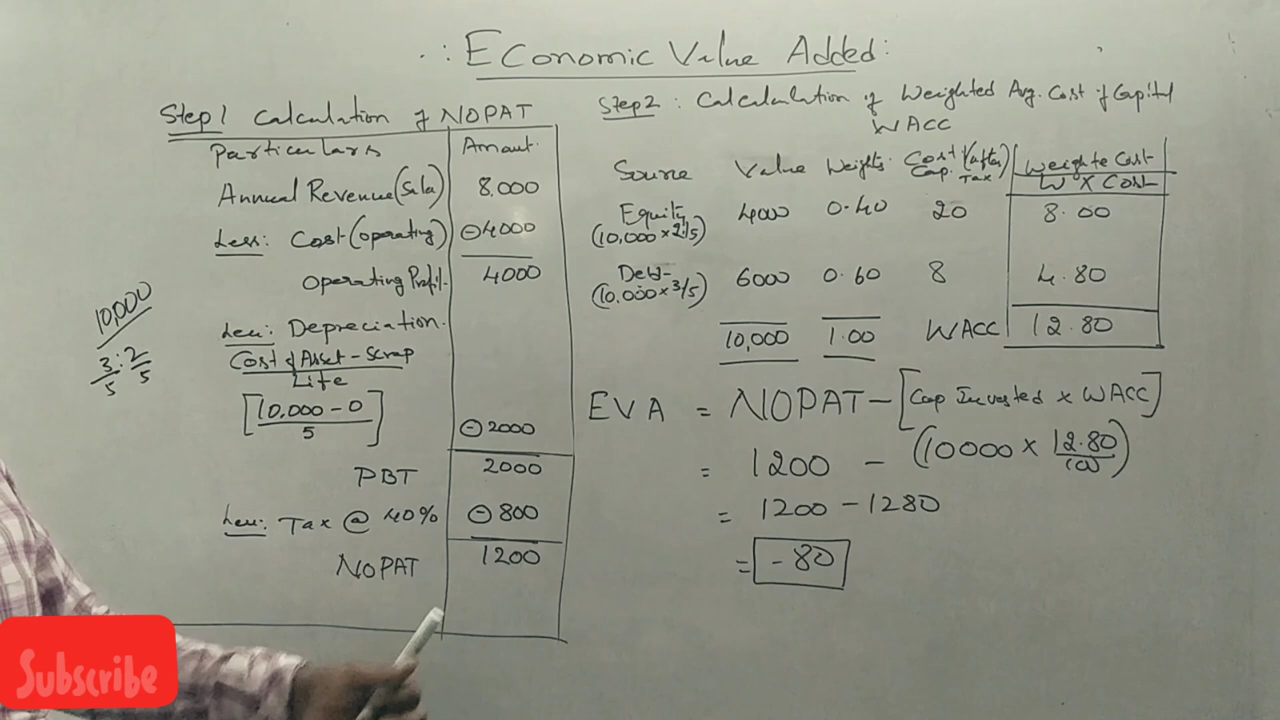 ∴ Economic Value Added:
Step 1 Calculation of NOPAT
Particulars Amount.
Annual Revenue (Sale) 8,000
Less: Cost (operating) ⊖4000
Operating Profit. 4000
Less: Depreciation.
Cost of Asset - Scrap
Life
[10,000 - 0]
5
⊖2000
PBT 2000
Less: Tax @ 40% ⊖800
NOPAT 1200
10,000
3/5 : 2/5
Step 2: Calculation of Weighted Avg. Cost of Capital
WACC
Source Value Weights. Cost Cap. (after Tax) Weighte Cost
W X Cost
Equity 4000 0.40 20 8.00
(10,000 x 2/5)
Debt 6000 0.60 8 4.80
(10,000 x 3/5)
10,000 1.00 WACC 12.80
EVA = NOPAT - [Cap Invested x WACC]
= 1200 - (10000 x 12.80/100)
= 1200 - 1280
= -80
Subscribe